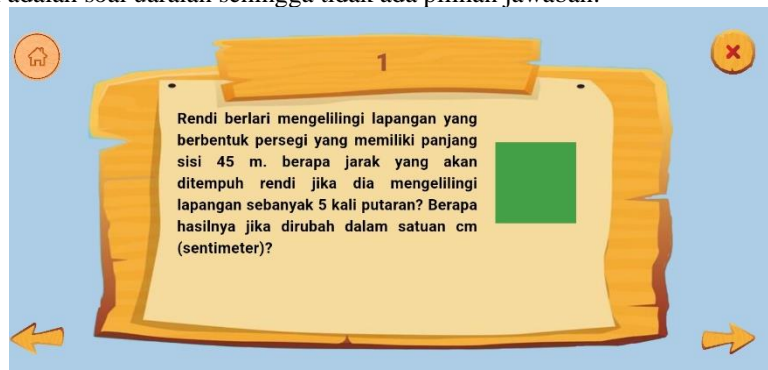 adalah soal uraian sehingga tidak ada pilihan jawaban.
1
Rendi berlari mengelilingi lapangan yang
berbentuk persegi yang memiliki panjang
sisi 45 m. berapa jarak yang akan
ditempuh rendi jika dia mengelilingi
lapangan sebanyak 5 kali putaran? Berapa
hasilnya jika dirubah dalam satuan cm
(sentimeter)?